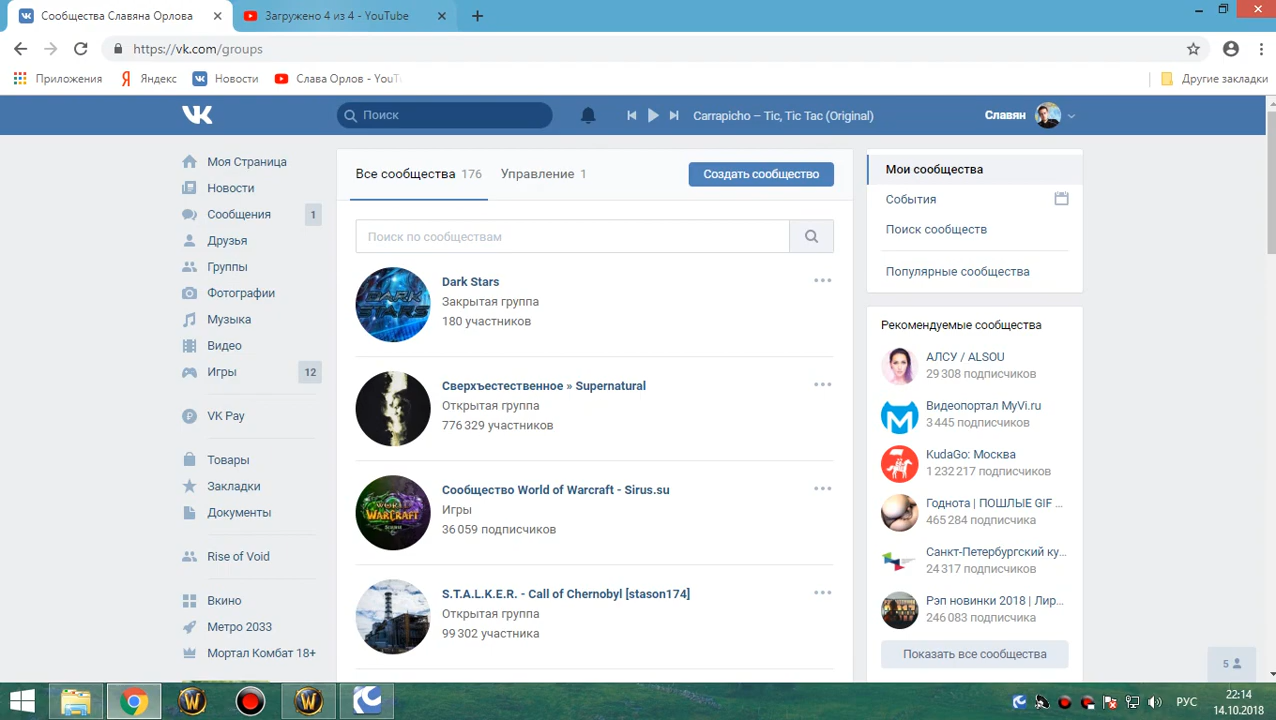 Сообщества Славяна Орлова
Загружено 4 из 4 - YouTube
https://vk.com/groups
Приложения
Яндекс
Новости
Слава Орлов - YouT
Другие закладки
Поиск
Carrapicho – Tic, Tic Tac (Original)
Славян
Моя Страница
Новости
Сообщения 1
Друзья
Группы
Фотографии
Музыка
Видео
Игры 12
VK Pay
Товары
Закладки
Документы
Rise of Void
Вкино
Метро 2033
Мортал Комбат 18+
Все сообщества 176
Управление 1
Создать сообщество
Поиск по сообществам
Dark Stars
Закрытая группа
180 участников
Сверхъестественное » Supernatural
Открытая группа
776 329 участников
Сообщество World of Warcraft - Sirus.su
Игры
36 059 подписчиков
S.T.A.L.K.E.R. - Call of Chernobyl [stason174]
Открытая группа
99 302 участника
Мои сообщества
События
Поиск сообществ
Популярные сообщества
Рекомендуемые сообщества
АЛСУ / ALSOU
29 308 подписчиков
Видеопортал MyVi.ru
3 445 подписчиков
KudaGo: Москва
1 232 217 подписчиков
Годнота | ПОШЛЫЕ GIF ...
465 284 подписчика
Санкт-Петербургский ку...
24 317 подписчиков
Рэп новинки 2018 | Лир...
246 083 подписчика
Показать все сообщества
5
РУС
22:14
14.10.2018